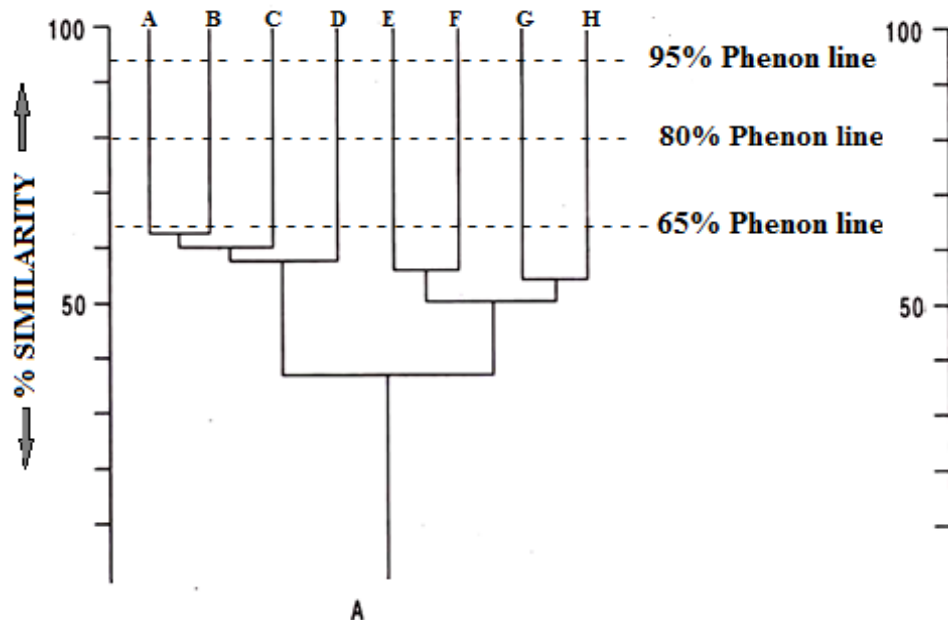 A B C D E F G H
100
100
95% Phenon line
80% Phenon line
65% Phenon line
% SIMILARITY
50
50
A